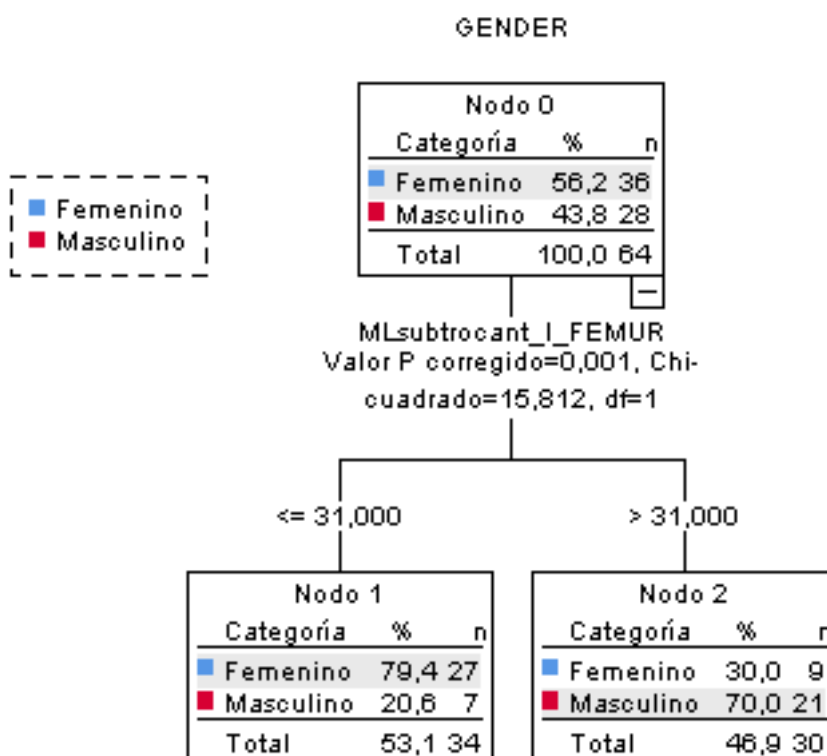 GENDER
Nodo 0
Categoría % n
Femenino 56,2 36
Masculino 43,8 28
Total 100,0 64
Femenino
Masculino
MLsubtrocant_I_FEMUR
Valor P corregido=0,001, Chi-
cuadrado=15,812, df=1
<= 31,000
> 31,000
Nodo 1
Categoría % n
Femenino 79,4 27
Masculino 20,6 7
Total 53,1 34
Nodo 2
Categoría % n
Femenino 30,0 9
Masculino 70,0 21
Total 46,9 30